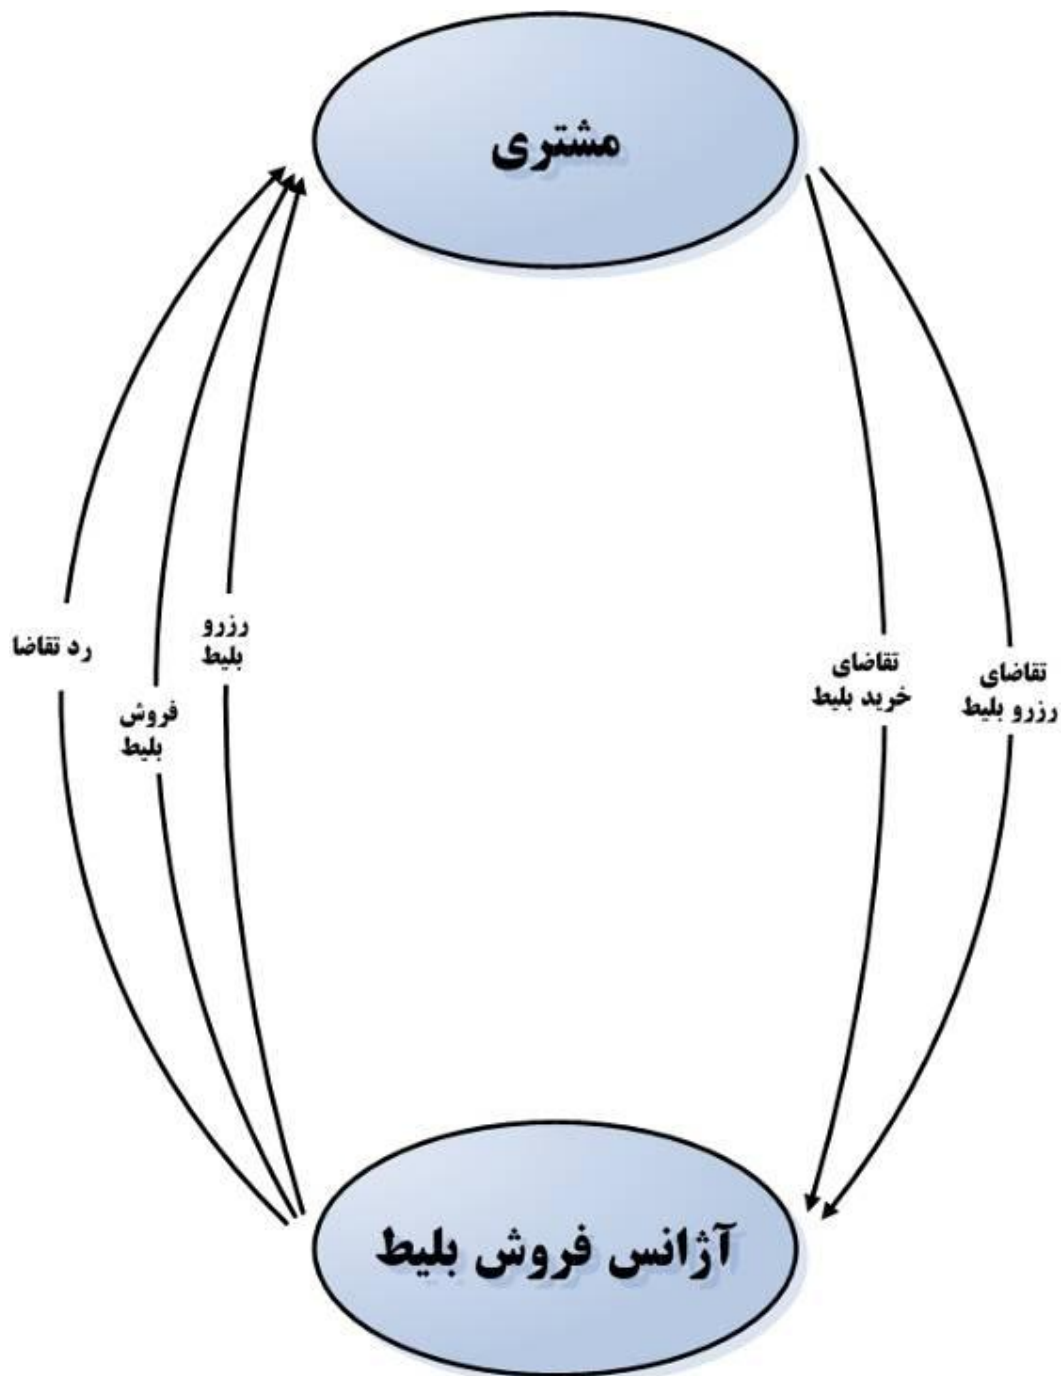 مشتری
رزرو
بلیط
تقاضای
خرید بلیط
تقاضای
رزرو بلیط
رد تقاضا
فروش
بلیط
آژانس فروش بلیط